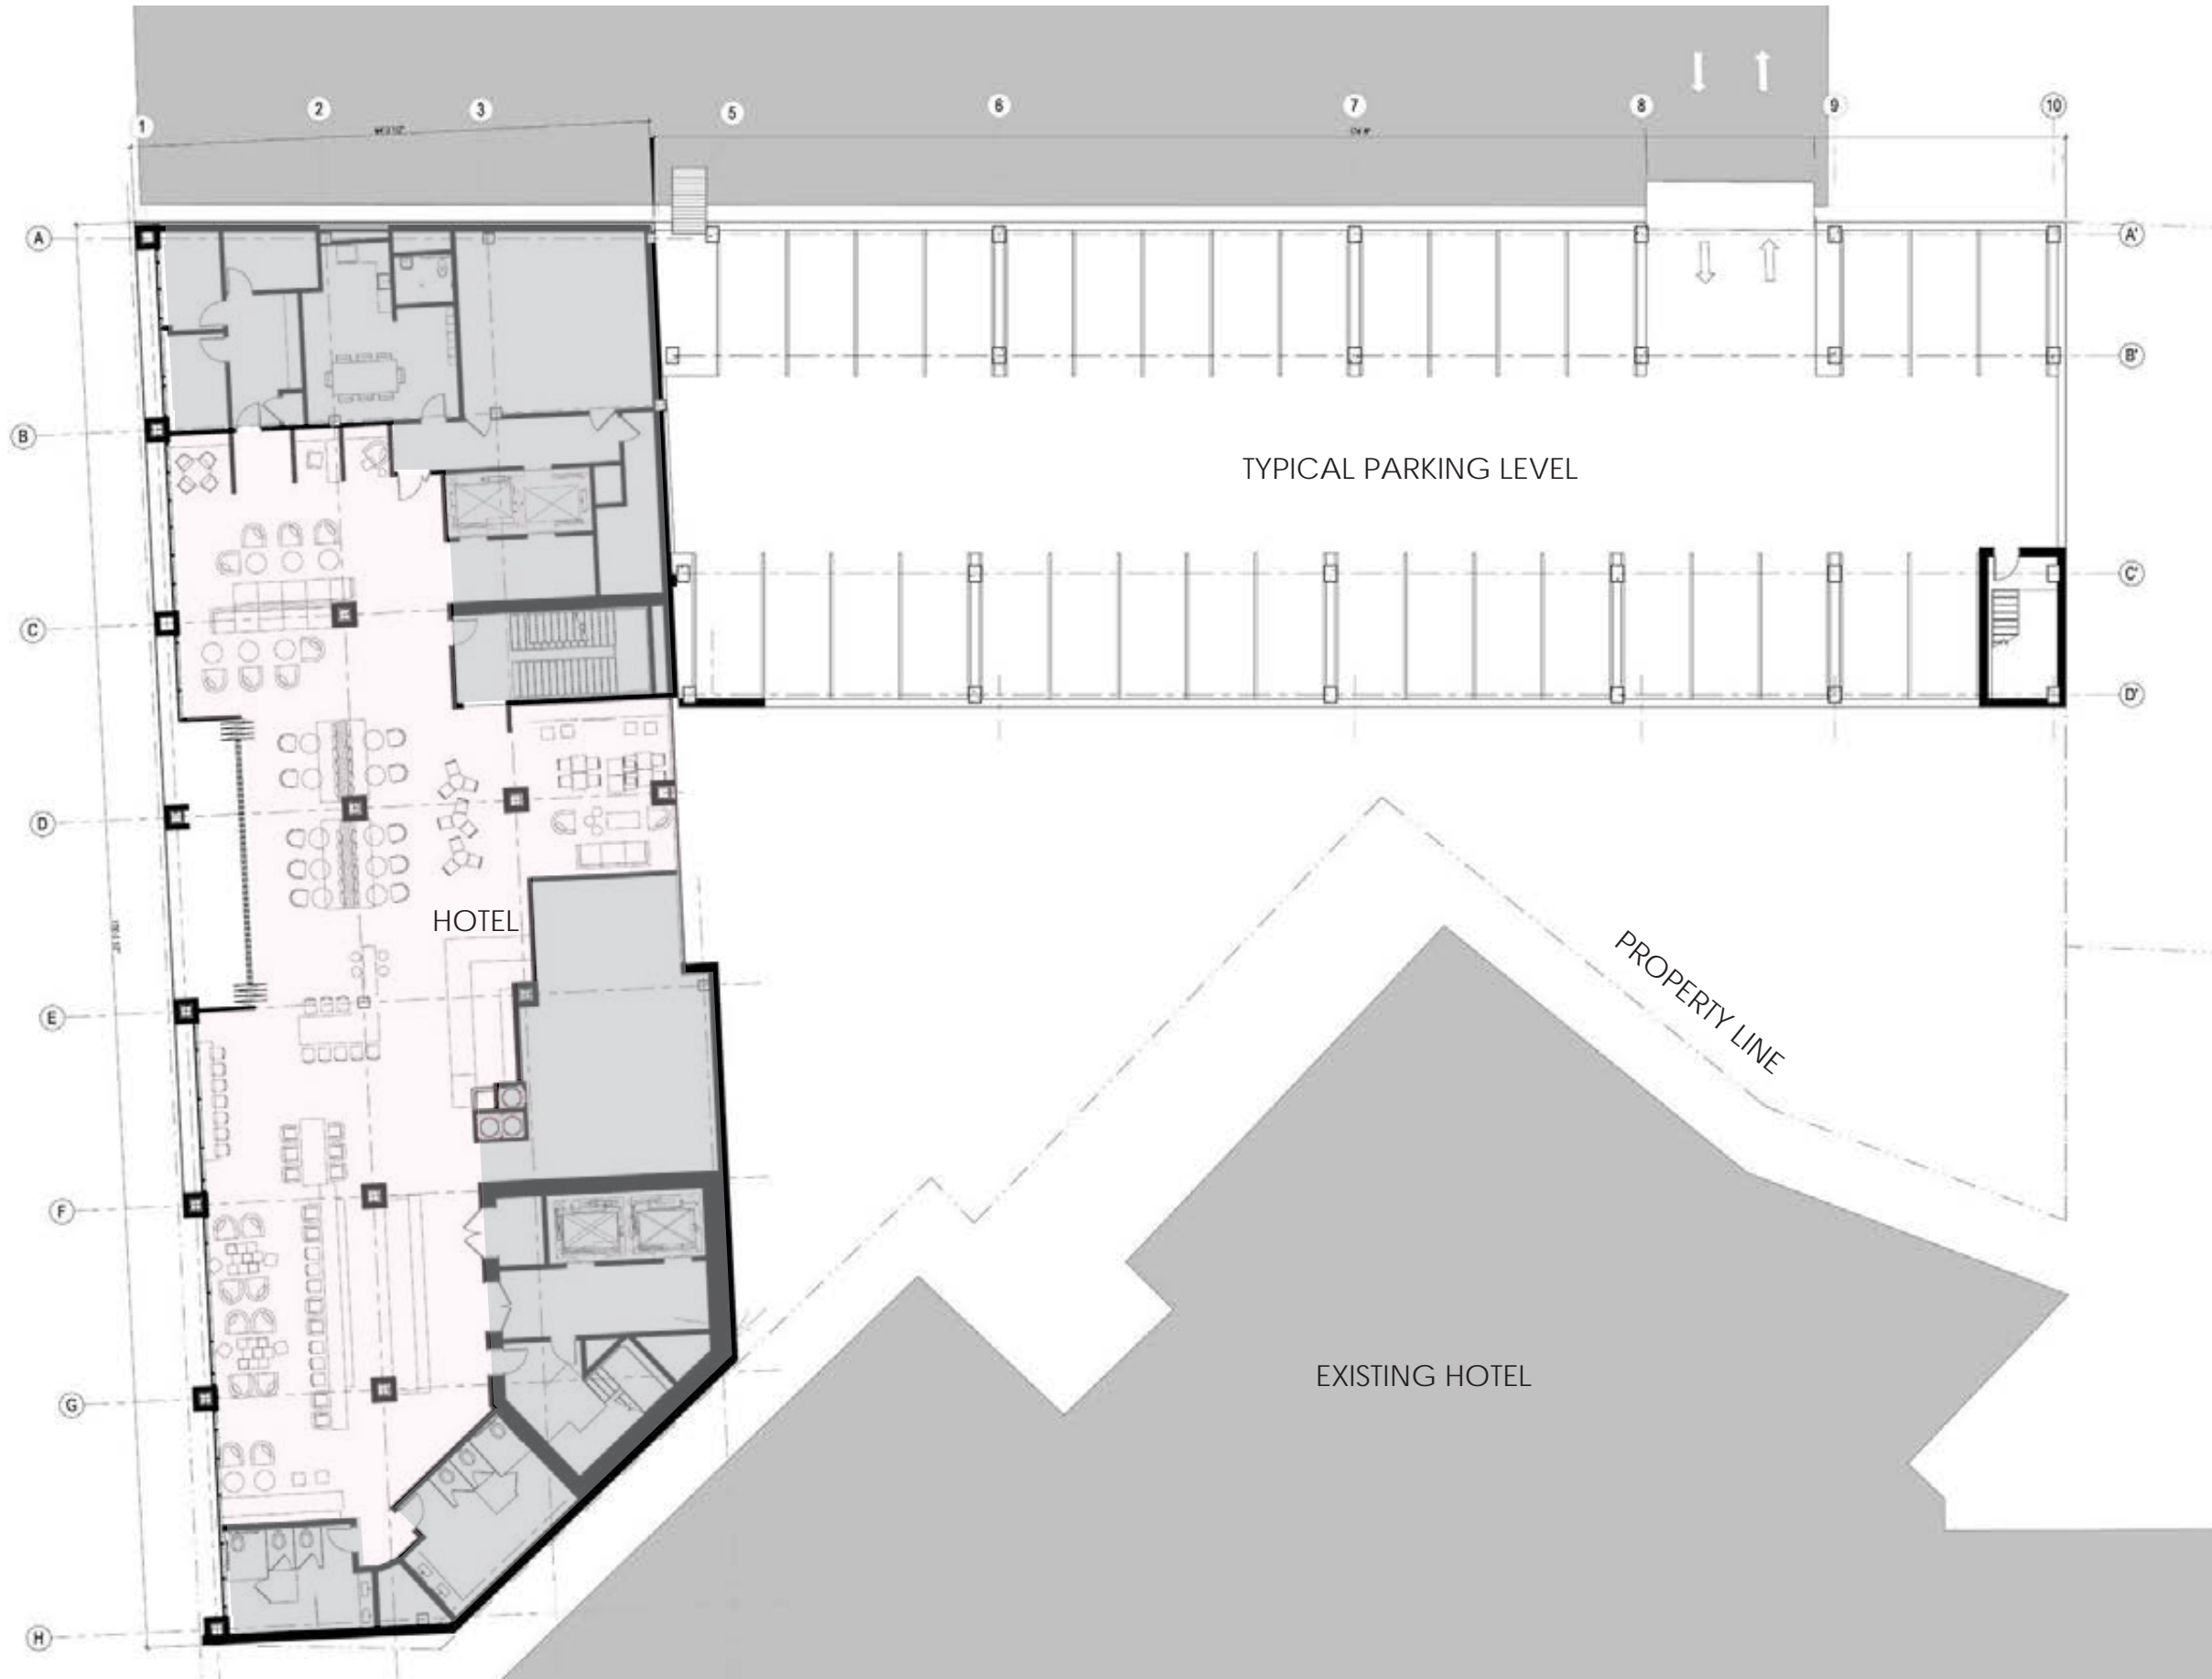 1
2
3
5
6
7
8
9
10
A
A'
B'
B
TYPICAL PARKING LEVEL
C'
C
D'
D
HOTEL
PROPERTY LINE
E
F
EXISTING HOTEL
G
H